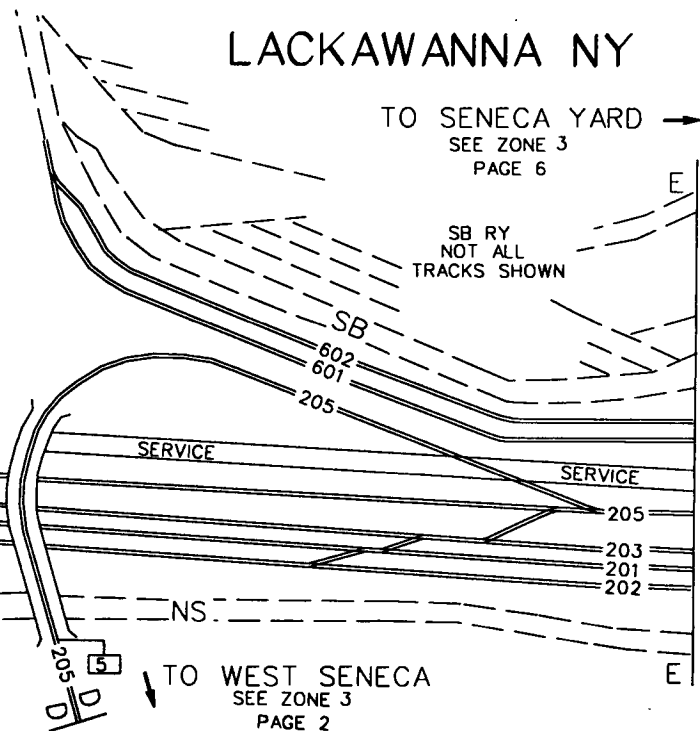 LACKAWANNA NY
TO SENECA YARD
SEE ZONE 3
PAGE 6
E
SB RY
NOT ALL
TRACKS SHOWN
SB
602
601
205
SERVICE
SERVICE
205
203
201
202
NS
205
5
TO WEST SENECA
SEE ZONE 3
PAGE 2
E
D
D